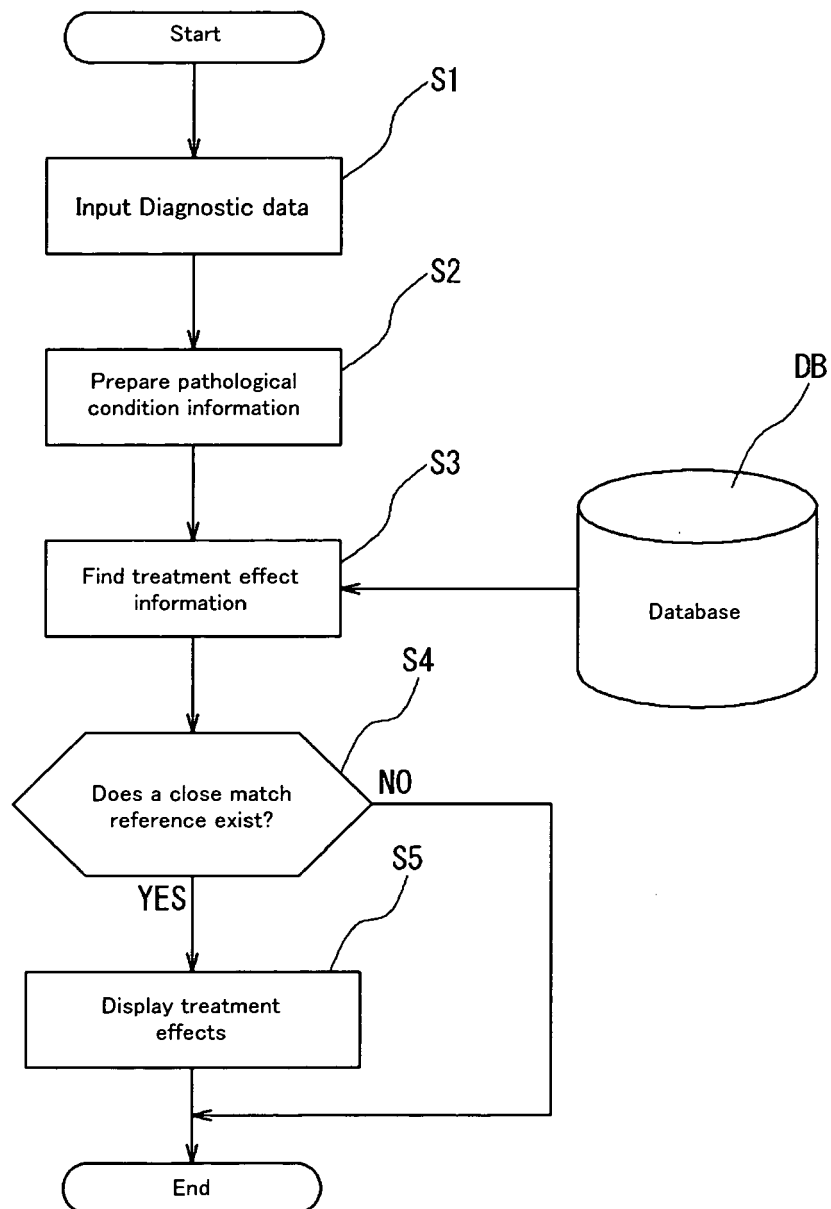 Start
S1
Input Diagnostic data
S2
Prepare pathological
condition information
DB
S3
Find treatment effect
information
Database
S4
Does a close match
reference exist?
NO
YES
S5
Display treatment
effects
End